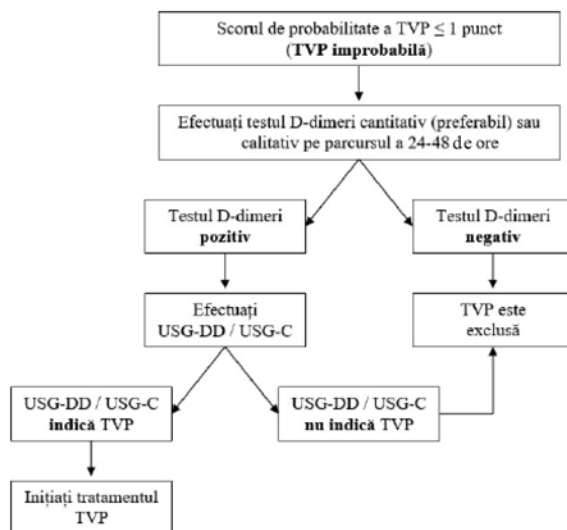 Scorul de probabilitate a TVP ≤ 1 punct
(TVP improbabilă)
Efectuați testul D-dimeri cantitativ (preferabil) sau
calitativ pe parcursul a 24-48 de ore
Testul D-dimeri
pozitiv
Testul D-dimeri
negativ
Efectuați
USG-DD / USG-C
TVP este
exclusă
USG-DD / USG-C
indică TVP
USG-DD / USG-C
nu indică TVP
Inițiați tratamentul
TVP